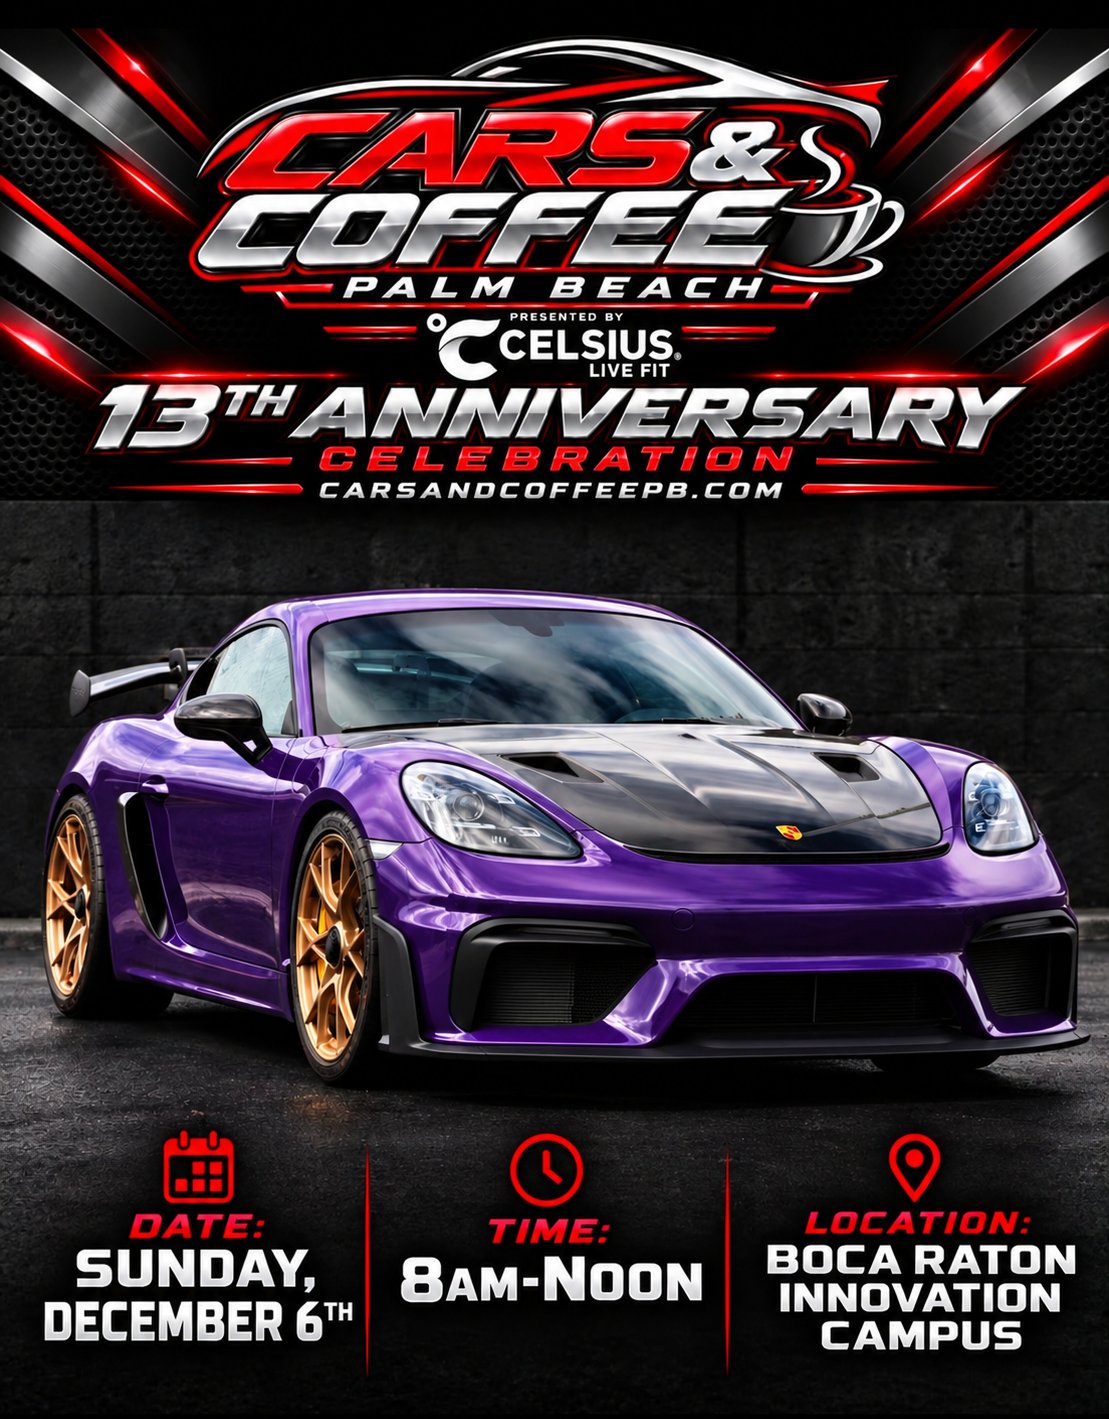 CARS &
COFFEE
PALM BEACH
PRESENTED BY
°C CELSIUS®
LIVE FIT
13TH ANNIVERSARY
CELEBRATION
CARSANDCOFFEEPB.COM
DATE:
SUNDAY,
DECEMBER 6TH
TIME:
8AM-NOON
LOCATION:
BOCA RATON
INNOVATION
CAMPUS